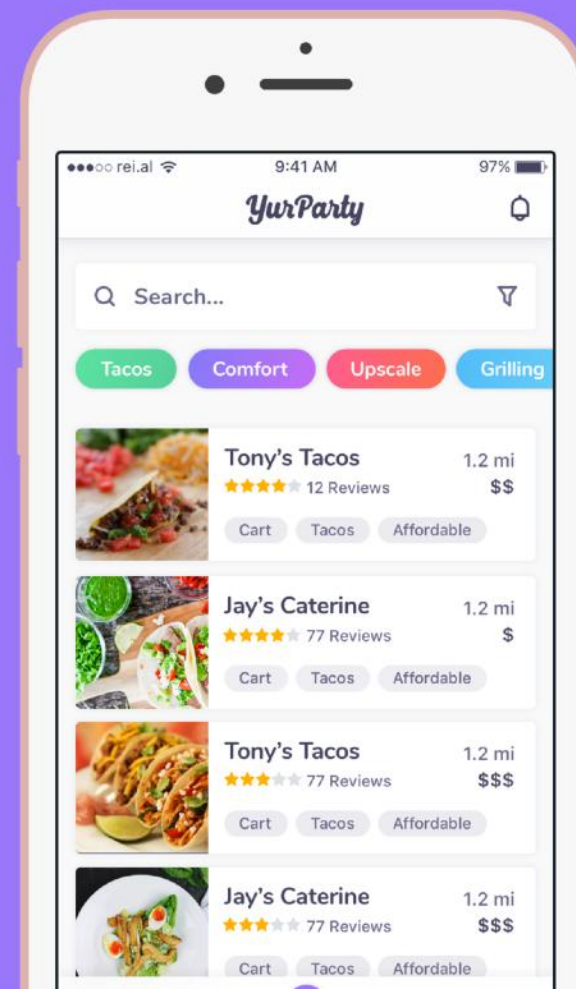 rei.al 9:41 AM 97%
YurParty
Search...
Tacos Comfort Upscale Grilling
Tony's Tacos 1.2 mi
12 Reviews $$
Cart Tacos Affordable
Jay's Caterine 1.2 mi
77 Reviews $
Cart Tacos Affordable
Tony's Tacos 1.2 mi
77 Reviews $$$
Cart Tacos Affordable
Jay's Caterine 1.2 mi
77 Reviews $$$
Cart Tacos Affordable